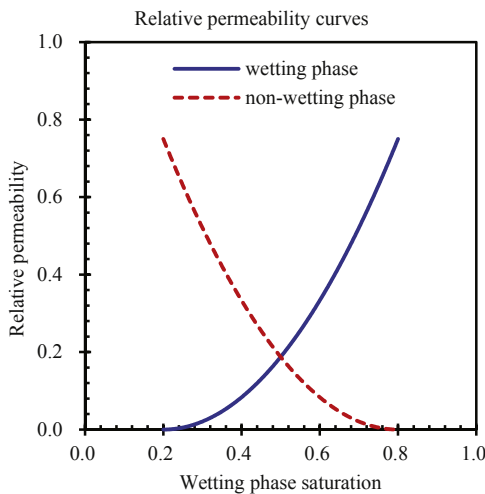 Relative permeability curves
1.0
wetting phase
non-wetting phase
0.8
0.6
0.4
0.2
0.0
Relative permeability
0.0 0.2 0.4 0.6 0.8 1.0
Wetting phase saturation